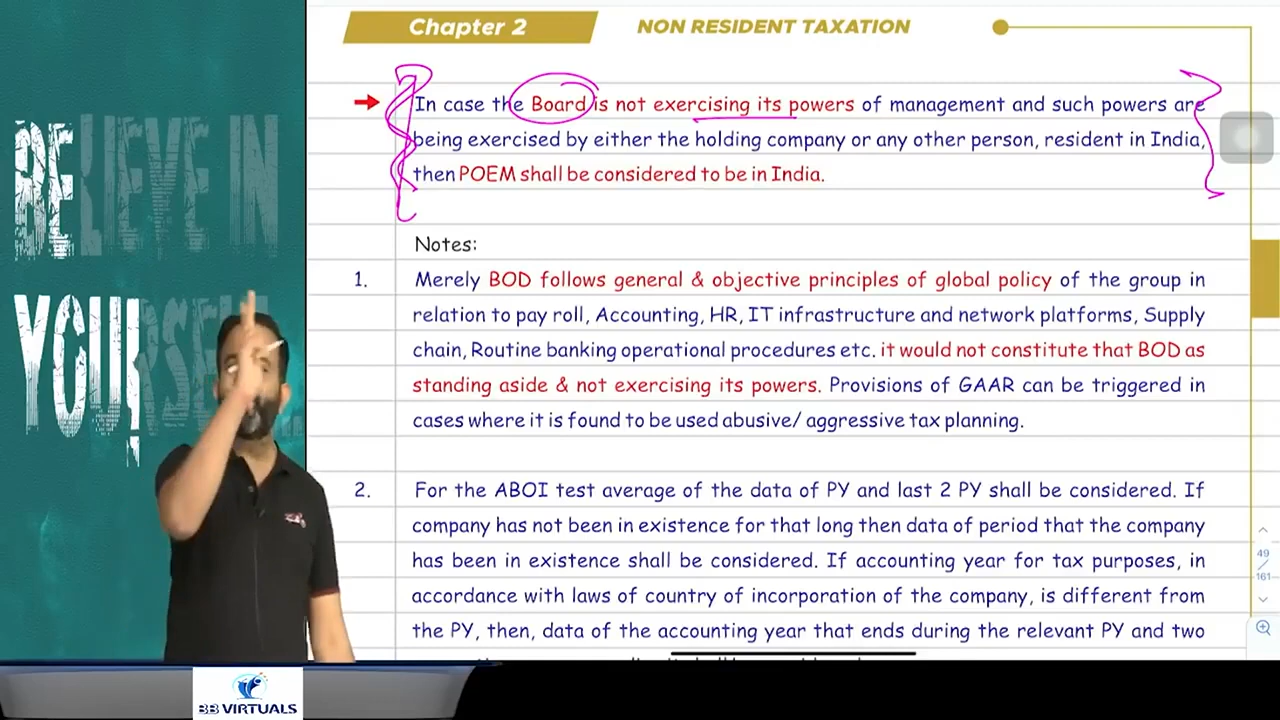 Chapter 2
NON RESIDENT TAXATION
In case the Board is not exercising its powers of management and such powers are
being exercised by either the holding company or any other person, resident in India,
then POEM shall be considered to be in India.
Notes:
1. Merely BOD follows general & objective principles of global policy of the group in
relation to pay roll, Accounting, HR, IT infrastructure and network platforms, Supply
chain, Routine banking operational procedures etc. it would not constitute that BOD as
standing aside & not exercising its powers. Provisions of GAAR can be triggered in
cases where it is found to be used abusive/ aggressive tax planning.
2. For the ABOI test average of the data of PY and last 2 PY shall be considered. If
company has not been in existence for that long then data of period that the company
has been in existence shall be considered. If accounting year for tax purposes, in
accordance with laws of country of incorporation of the company, is different from
the PY, then, data of the accounting year that ends during the relevant PY and two
49
/
161
BELIEVE IN
YOURSELF...
BB VIRTUALS